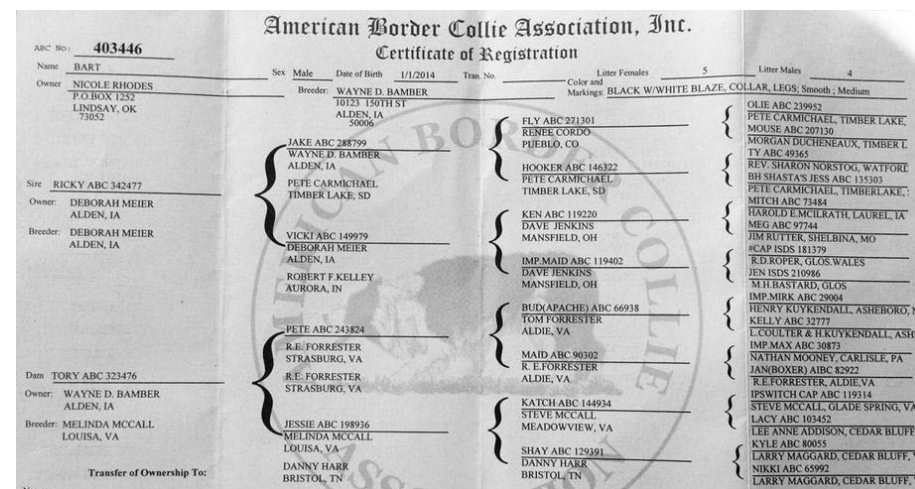 American Border Collie Association, Inc.
Certificate of Registration
ABC No: 403446
Name BART
Sex Male Date of Birth 1/1/2014 Tran. No. Litter Females 5 Litter Males 4
Owner NICOLE RHODES
P.O.BOX 1252
LINDSAY, OK
73052
Breeder: WAYNE D. BAMBER
10123 150TH ST
ALDEN, IA
50006
Color and
Markings: BLACK W/WHITE BLAZE, COLLAR, LEGS; Smooth ; Medium
Sire RICKY ABC 342477
Owner: DEBORAH MEIER
ALDEN, IA
Breeder: DEBORAH MEIER
ALDEN, IA
Dam TORY ABC 323476
Owner: WAYNE D. BAMBER
ALDEN, IA
Breeder: MELINDA MCCALL
LOUISA, VA
Transfer of Ownership To:
JAKE ABC 288799
WAYNE D. BAMBER
ALDEN, IA
PETE CARMICHAEL
TIMBER LAKE, SD
VICKI ABC 149979
DEBORAH MEIER
ALDEN, IA
ROBERT F.KELLEY
AURORA, IN
PETE ABC 243824
R.E. FORRESTER
STRASBURG, VA
R.E. FORRESTER
STRASBURG, VA
JESSIE ABC 198936
MELINDA MCCALL
LOUISA, VA
DANNY HARR
BRISTOL, TN
FLY ABC 271301
RENEE CORDO
PUEBLO, CO
HOOKER ABC 146322
PETE CARMICHAEL
TIMBER LAKE, SD
KEN ABC 119220
DAVE JENKINS
MANSFIELD, OH
IMP.MAID ABC 119402
DAVE JENKINS
MANSFIELD, OH
BUD(APACHE) ABC 66938
TOM FORRESTER
ALDIE, VA
MAID ABC 90302
R. E.FORRESTER
ALDIE, VA
KATCH ABC 144934
STEVE MCCALL
MEADOWVIEW, VA
SHAY ABC 129391
DANNY HARR
BRISTOL, TN
OLIE ABC 239952
PETE CARMICHAEL, TIMBER LAKE,
MOUSE ABC 207130
MORGAN DUCHENEAUX, TIMBER L
TY ABC 49365
REV. SHARON NORSTOG, WATFORD
BH SHASTA'S JESS ABC 135303
PETE CARMICHAEL, TIMBERLAKE,
MITCH ABC 73484
HAROLD E.MCILRATH, LAUREL, IA
MEG ABC 97744
JIM RUTTER, SHELBINA, MO
#CAP ISDS 181379
R.D.ROPER, GLOS.WALES
JEN ISDS 210986
M.H.BASTARD, GLOS
IMP.MIRK ABC 29004
HENRY KUYKENDALL, ASHEBORO,
KELLY ABC 32777
L.COULTER & H.KUYKENDALL, ASH
IMP.MAX ABC 30873
NATHAN MOONEY, CARLISLE, PA
JAN(BOXER) AIBC 82922
R.E.FORRESTER, ALDIE,VA
IPSWITCH CAP ABC 119314
STEVE MCCALL, GLADE SPRING, VA
LACY ABC 103452
LEE ANNE ADDISON, CEDAR BLUFF
KYLE ABC 80055
LARRY MAGGARD, CEDAR BLUFF,
NIKKI ABC 65992
LARRY MAGGARD, CEDAR BLUFF,
AMERICAN BORDER COLLIE ASSOCIATION